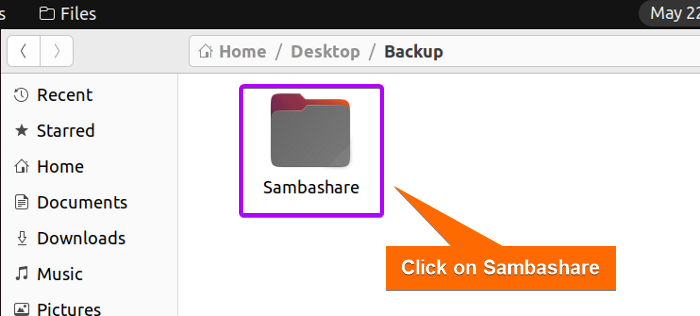 s
Files
May 22
Home / Desktop / Backup
Recent
Starred
Home
Documents
Downloads
Music
Pictures
Sambashare
Click on Sambashare